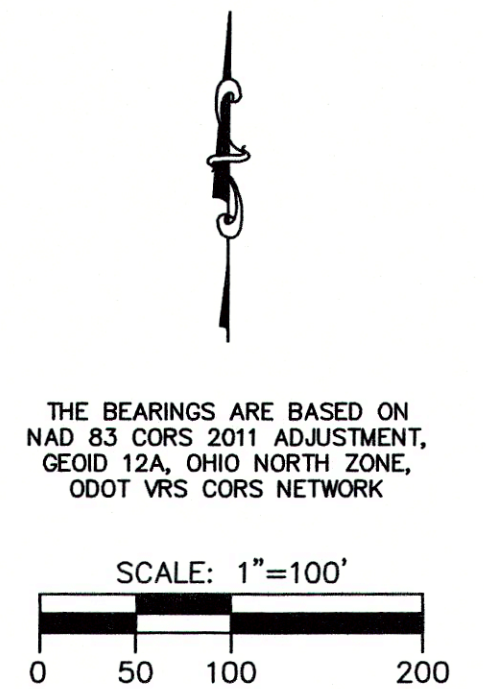 THE BEARINGS ARE BASED ON
NAD 83 CORS 2011 ADJUSTMENT,
GEOID 12A, OHIO NORTH ZONE,
ODOT VRS CORS NETWORK
SCALE: 1"=100'
0 50 100 200